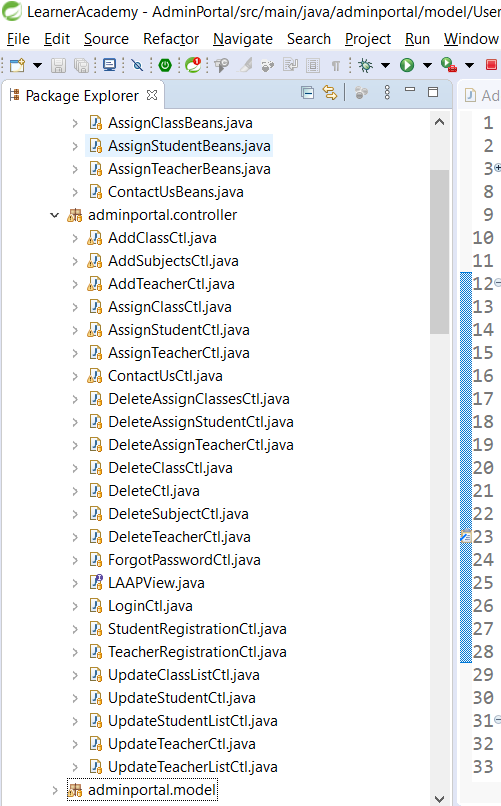 LearnerAcademy - AdminPortal/src/main/java/adminportal/model/User
File Edit Source Refactor Navigate Search Project Run Window
Package Explorer
Ad
AssignClassBeans.java
AssignStudentBeans.java
AssignTeacherBeans.java
ContactUsBeans.java
adminportal.controller
AddClassCtl.java
AddSubjectsCtl.java
AddTeacherCtl.java
AssignClassCtl.java
AssignStudentCtl.java
AssignTeacherCtl.java
ContactUsCtl.java
DeleteAssignClassesCtl.java
DeleteAssignStudentCtl.java
DeleteAssignTeacherCtl.java
DeleteClassCtl.java
DeleteCtl.java
DeleteSubjectCtl.java
DeleteTeacherCtl.java
ForgotPasswordCtl.java
LAAPView.java
LoginCtl.java
StudentRegistrationCtl.java
TeacherRegistrationCtl.java
UpdateClassListCtl.java
UpdateStudentCtl.java
UpdateStudentListCtl.java
UpdateTeacherCtl.java
UpdateTeacherListCtl.java
adminportal.model
1
2
3
8
9
10
11
12
13
14
15
16
17
18
19
20
21
22
23
24
25
26
27
28
29
30
31
32
33